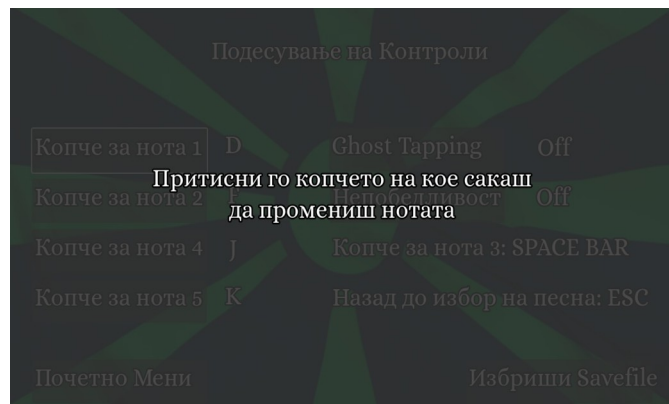 Подесување на Контроли
Копче за нота 1 D Ghost Tapping Off
Притисни го копчето на кое сакаш
Копче за нота 2 F Непобедливост Off
да промениш нотата
Копче за нота 4 J Копче за нота 3: SPACE BAR
Копче за нота 5 K Назад до избор на песна: ESC
Почетно Мени Избриши Savefile